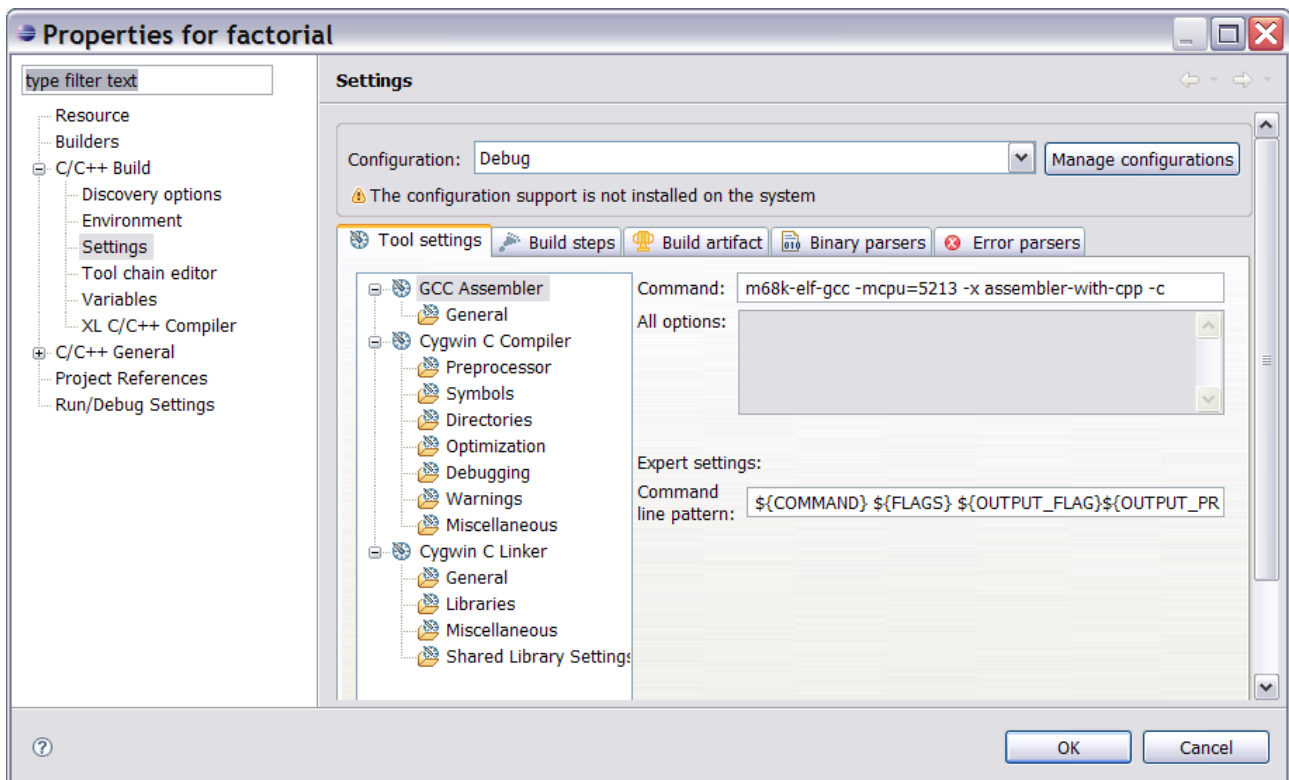 Properties for factorial
type filter text
Resource
Builders
C/C++ Build
Discovery options
Environment
Settings
Tool chain editor
Variables
XL C/C++ Compiler
C/C++ General
Project References
Run/Debug Settings
Settings
Configuration: Debug Manage configurations
The configuration support is not installed on the system
Tool settings Build steps Build artifact 010 Binary parsers Error parsers
GCC Assembler
General
Cygwin C Compiler
Preprocessor
Symbols
Directories
Optimization
Debugging
Warnings
Miscellaneous
Cygwin C Linker
General
Libraries
Miscellaneous
Shared Library Settings
Command: m68k-elf-gcc -mcpu=5213 -x assembler-with-cpp -c
All options:
Expert settings:
Command
line pattern: ${COMMAND} ${FLAGS} ${OUTPUT_FLAG}${OUTPUT_PR
? OK Cancel